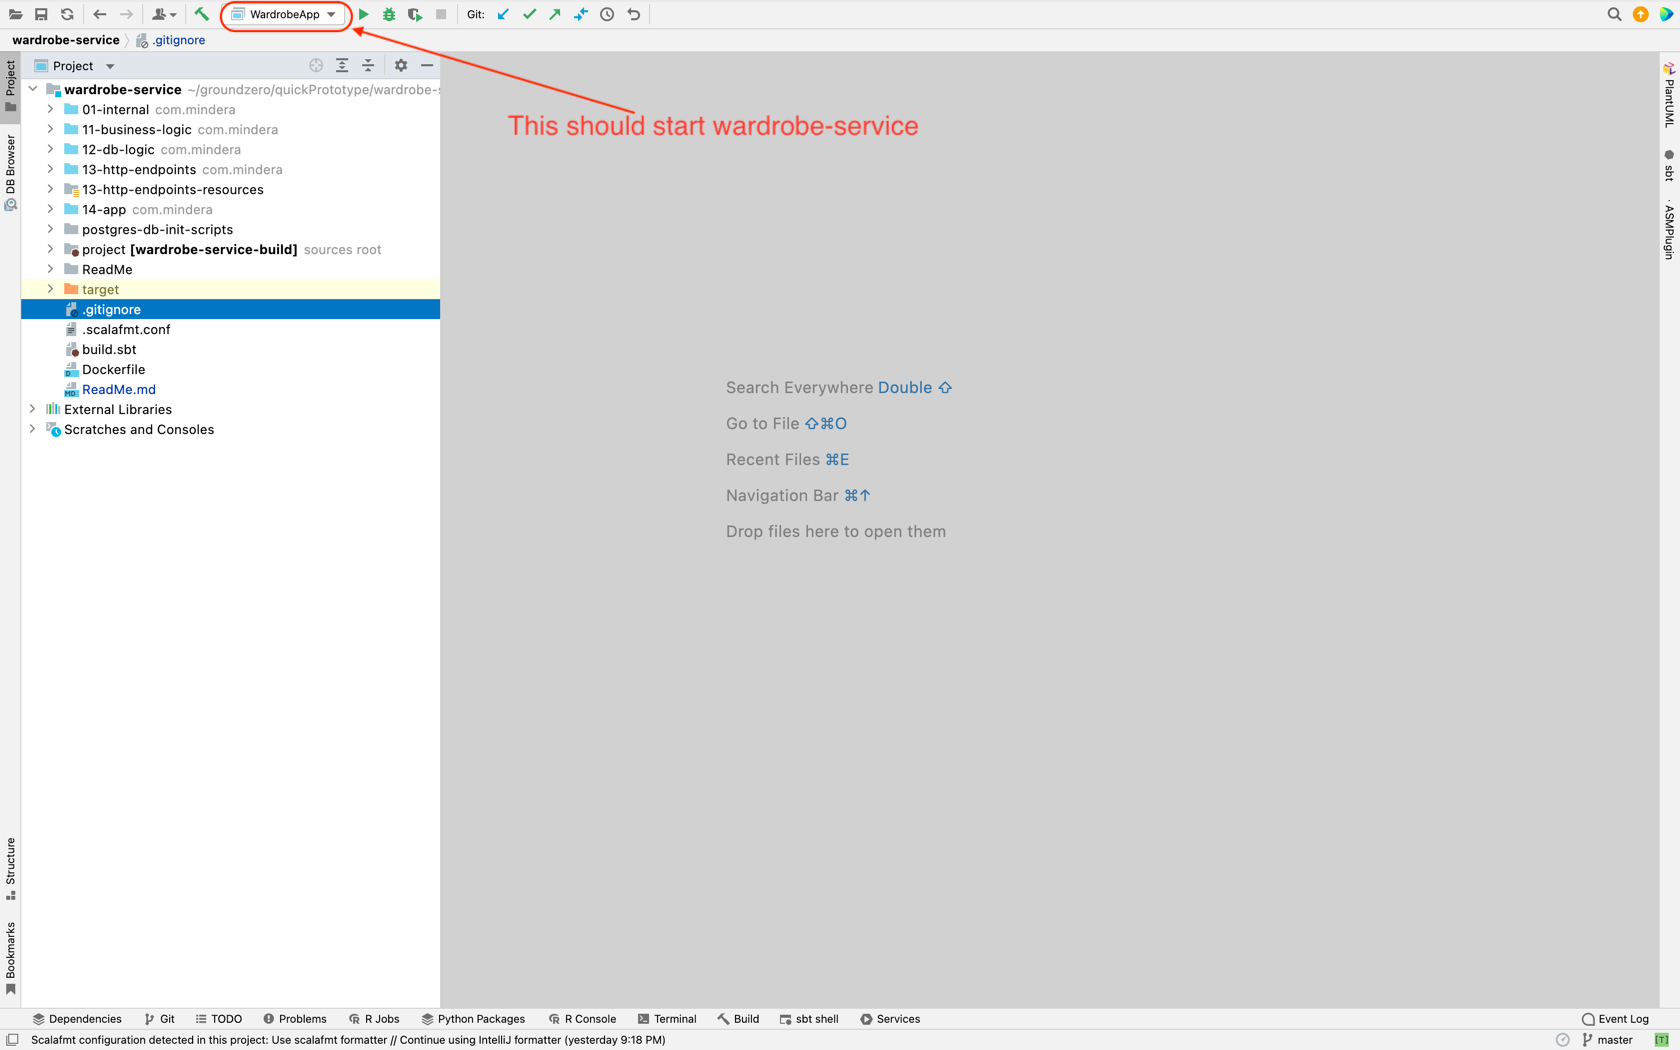 WardrobeApp
Git:
wardrobe-service
.gitignore
Project
wardrobe-service ~/groundzero/quickPrototype/wardrobe-s
01-internal com.mindera
11-business-logic com.mindera
12-db-logic com.mindera
13-http-endpoints com.mindera
13-http-endpoints-resources
14-app com.mindera
postgres-db-init-scripts
project [wardrobe-service-build] sources root
ReadMe
target
.gitignore
.scalafmt.conf
build.sbt
Dockerfile
ReadMe.md
External Libraries
Scratches and Consoles
Project
DB Browser
Structure
Bookmarks
This should start wardrobe-service
Search Everywhere Double ⇧
Go to File ⇧⌘O
Recent Files ⌘E
Navigation Bar ⌘↑
Drop files here to open them
PlantUML
sbt
ASMPlugin
Dependencies
Git
TODO
Problems
R Jobs
Python Packages
R Console
Terminal
Build
sbt shell
Services
Event Log
Scalafmt configuration detected in this project: Use scalafmt formatter // Continue using IntelliJ formatter (yesterday 9:18 PM)
master
[T]